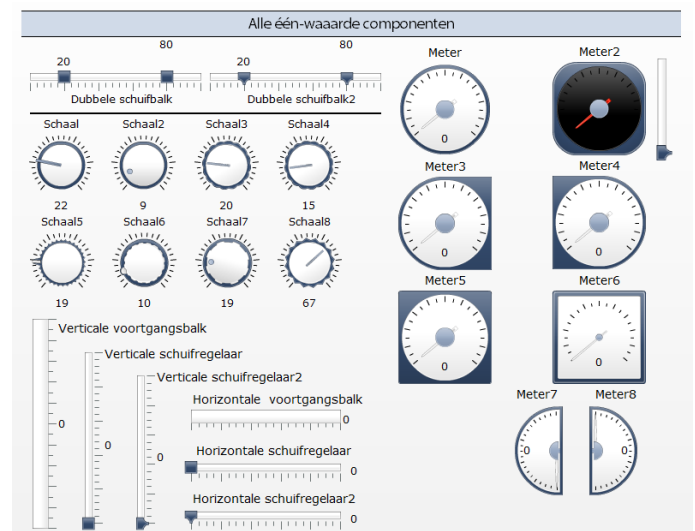 Alle één-waaarde componenten
20 80 20 80
Dubbele schuifbalk Dubbele schuifbalk2
Schaal Schaal2 Schaal3 Schaal4
22 9 20 15
Schaal5 Schaal6 Schaal7 Schaal8
19 10 19 67
Verticale voortgangsbalk
0
Verticale schuifregelaar
0
Verticale schuifregelaar2
0
Horizontale voortgangsbalk
0
Horizontale schuifregelaar
0
Horizontale schuifregelaar2
0
Meter Meter2
0
Meter3 Meter4
0 0
Meter5 Meter6
0 0
Meter7 Meter8
0 0